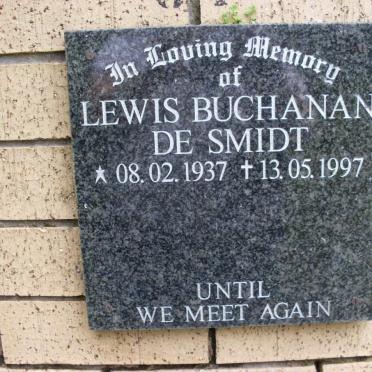 In Loving Memory
of
LEWIS BUCHANAN
DE SMIDT
★ 08.02.1937 ✝ 13.05.1997
UNTIL
WE MEET AGAIN